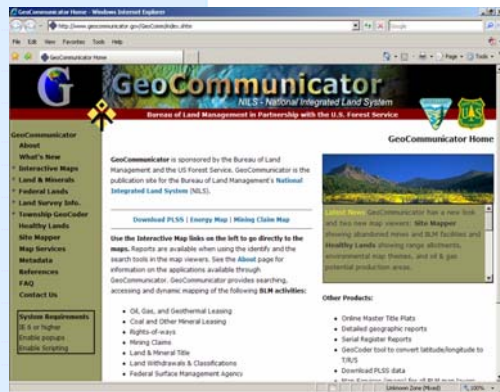 GeoCommunicator Home - Windows Internet Explorer
http://www.geocommunicator.gov/GeoComm/index.shtm
Google
File Edit View Favorites Tools Help
GeoCommunicator Home
Page
Tools
GeoCommunicator
NILS - National Integrated Land System
Bureau of Land Management in Partnership with the U.S. Forest Service
GeoCommunicator Home
GeoCommunicator
About
What's New
Interactive Maps
Land & Minerals
Federal Lands
Land Survey Info.
Township GeoCoder
Healthy Lands
Site Mapper
Map Services
Metadata
References
FAQ
Contact Us
System Requirements
IE 6 or higher
Enable popups
Enable Scripting
GeoCommunicator is sponsored by the Bureau of Land
Management and the US Forest Service. GeoCommunicator is the
publication site for the Bureau of Land Management's National
Integrated Land System (NILS).
Download PLSS | Energy Map | Mining Claim Map
Use the Interactive Map links on the left to go directly to the
maps. Reports are available when using the identify and the
search tools in the map viewers. See the About page for
information on the applications available through
GeoCommunicator. GeoCommunicator provides searching,
accessing and dynamic mapping of the following BLM activities:
Oil, Gas, and Geothermal Leasing
Coal and Other Mineral Leasing
Rights-of-ways
Mining Claims
Land & Mineral Title
Land Withdrawals & Classifications
Federal Surface Management Agency
Latest News GeoCommunicator has a new look
and two new map viewers: Site Mapper
showing abandoned mines and BLM facilities and
Healthy Lands showing range allotments,
environmental map themes, and oil & gas
potential production areas.
Other Products:
Online Master Title Plats
Detailed geographic reports
Serial Register Reports
GeoCoder tool to convert latitude/longitude to
T/R/S
Download PLSS data
Unknown Zone (Mixed)
100%